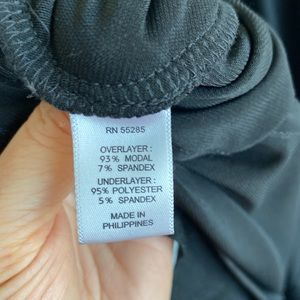 RN 55285
OVERLAYER :
93% MODAL
7% SPANDEX
UNDERLAYER :
95% POLYESTER
5% SPANDEX
MADE IN
PHILIPPINES